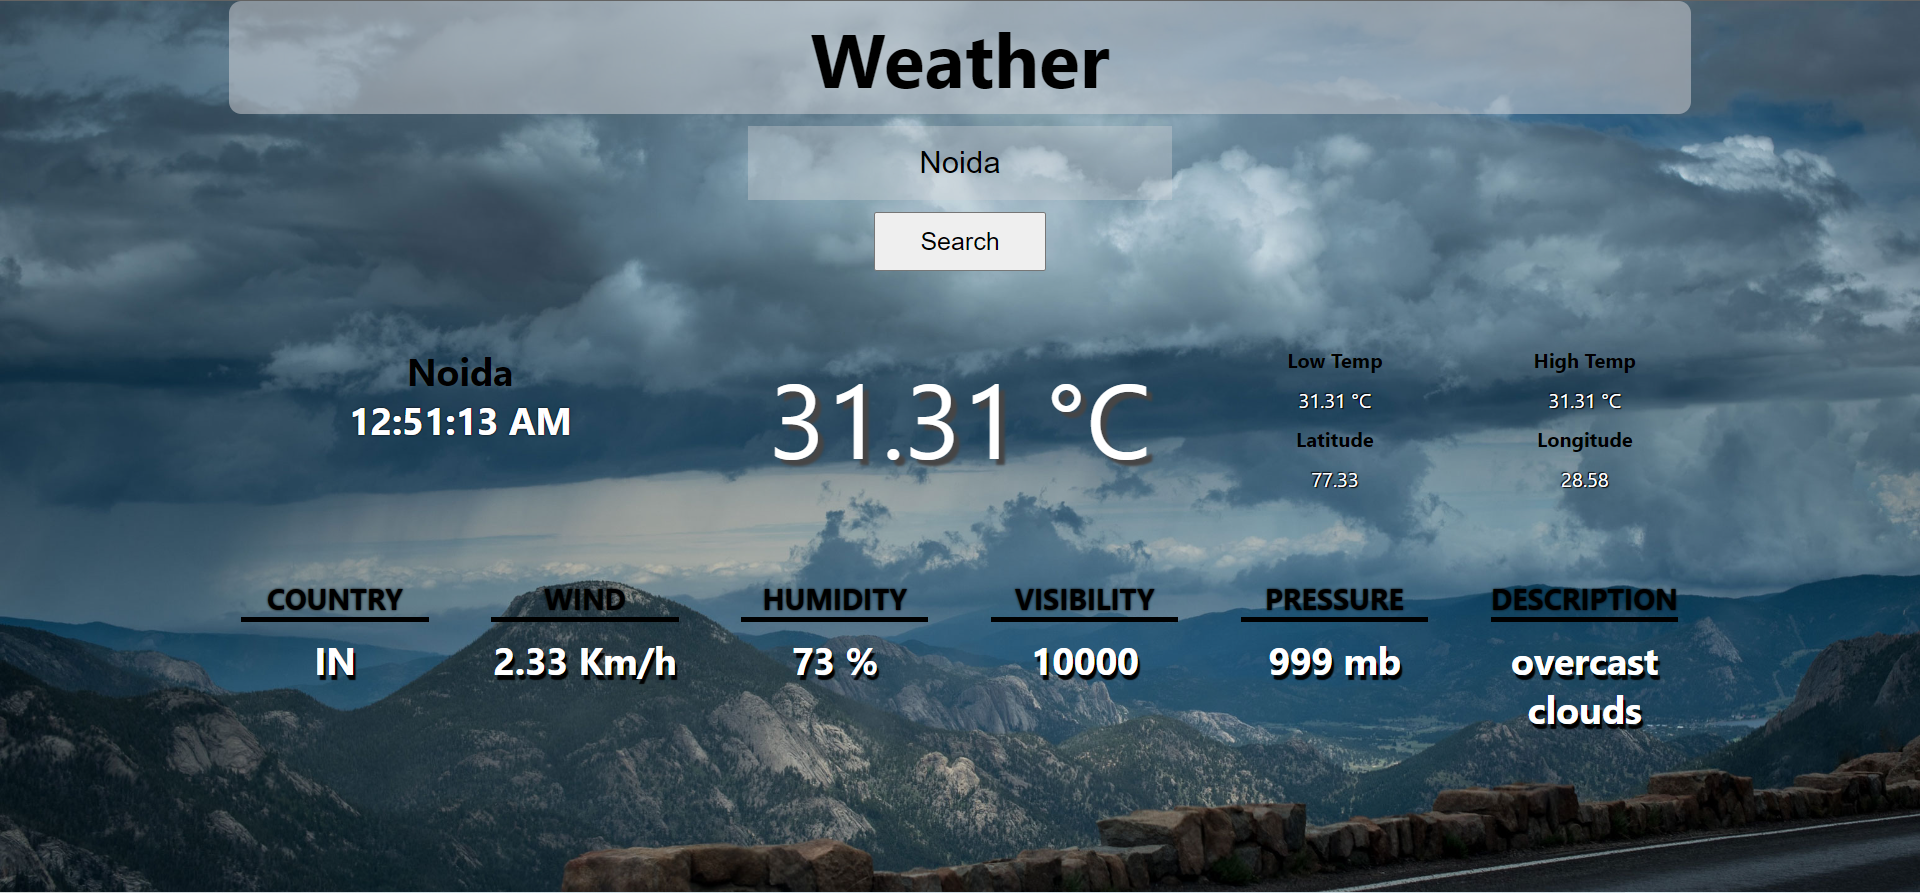 Weather
Noida
Search
Noida
12:51:13 AM
31.31 °C
Low Temp
31.31 °C
High Temp
31.31 °C
Latitude
77.33
Longitude
28.58
COUNTRY
IN
WIND
2.33 Km/h
HUMIDITY
73 %
VISIBILITY
10000
PRESSURE
999 mb
DESCRIPTION
overcast
clouds